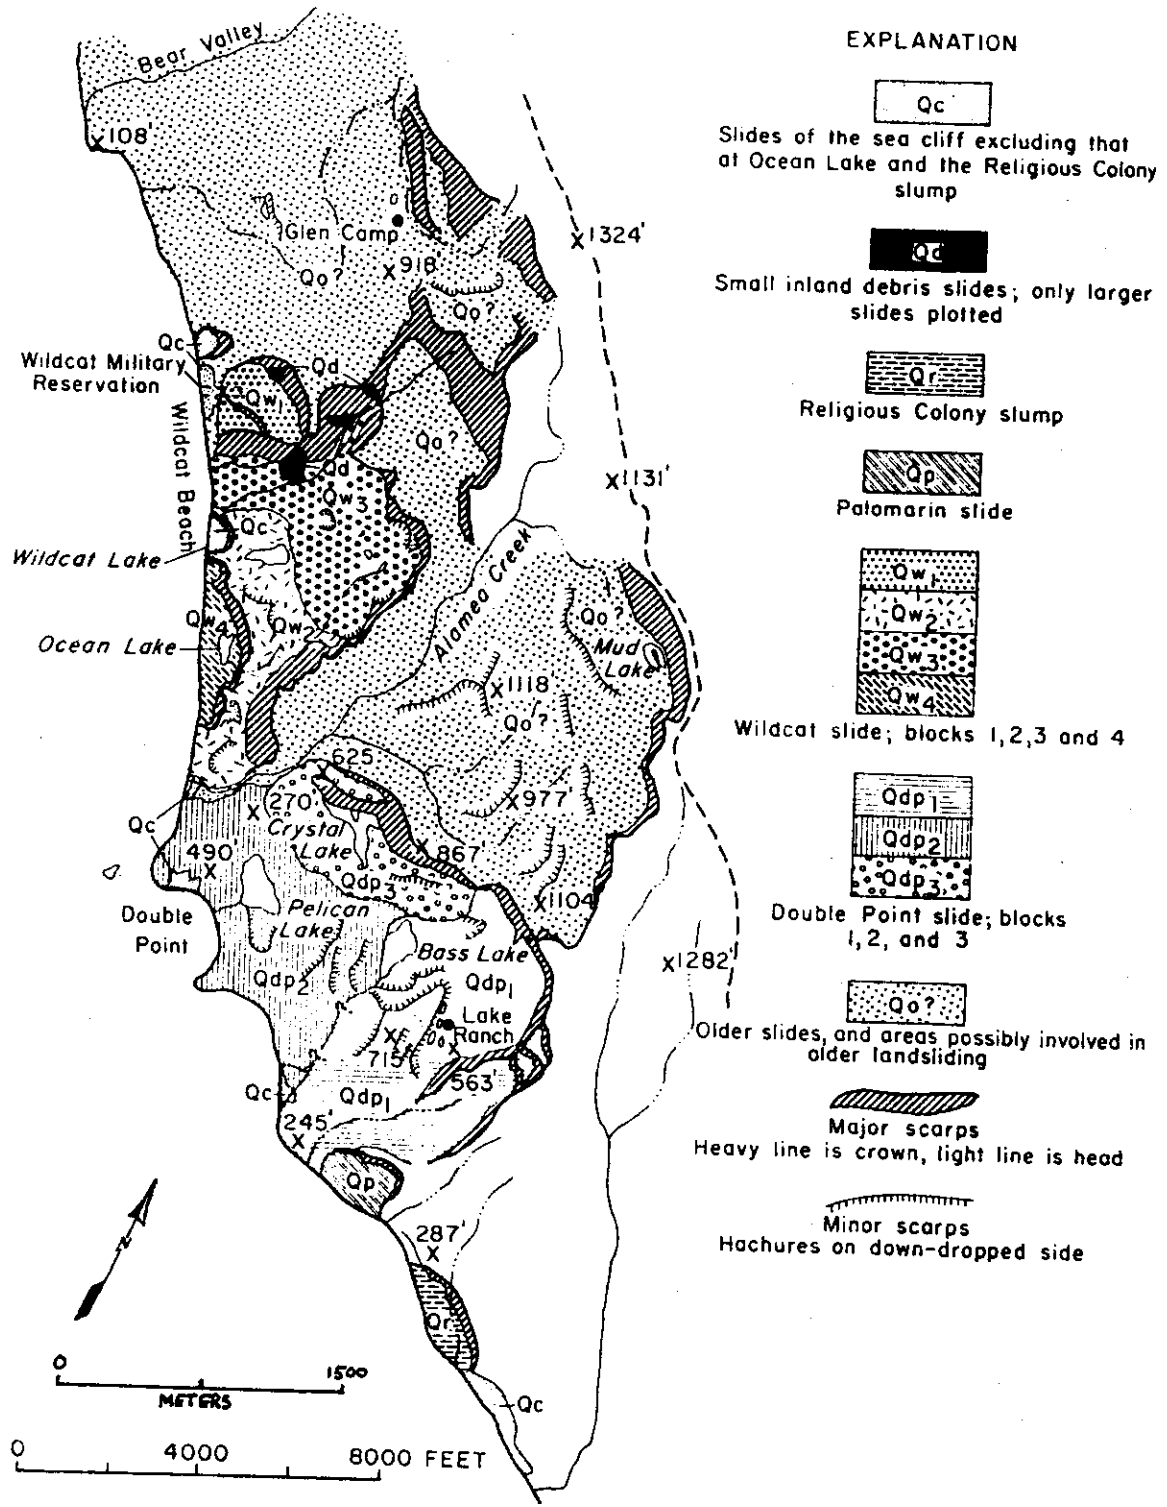 Bear Valley
108'
Glen Camp
Qo?
918'
1324'
Qo?
Qc
Wildcat Military
Reservation
Qd
Qw1
Wildcat Beach
Qo?
1131'
Qd
Qw3
Qc
Wildcat Lake
Qw4
Qw2
Ocean Lake
Alamea Creek
Qo?
Mud
Lake
1118'
Qo?
625'
270'
977'
Qc
Crystal
Lake
490
867'
Qdp3
1104'
Double
Point
Pelican
Lake
Bass Lake
1282'
Qdp2
Qdp1
Lake
Ranch
715'
563'
Qc
Qdp1
245'
Qp
287'
Qr
Qc
N
0 1500
METERS
0 4000 8000 FEET
EXPLANATION
Qc
Slides of the sea cliff excluding that
at Ocean Lake and the Religious Colony
slump
Qd
Small inland debris slides; only larger
slides plotted
Qr
Religious Colony slump
Qp
Palomarin slide
Qw1
Qw2
Qw3
Qw4
Wildcat slide; blocks 1,2,3 and 4
Qdp1
Qdp2
Qdp3
Double Point slide; blocks
1,2, and 3
Qo?
Older slides, and areas possibly involved in
older landsliding
Major scarps
Heavy line is crown, light line is head
Minor scarps
Hachures on down-dropped side